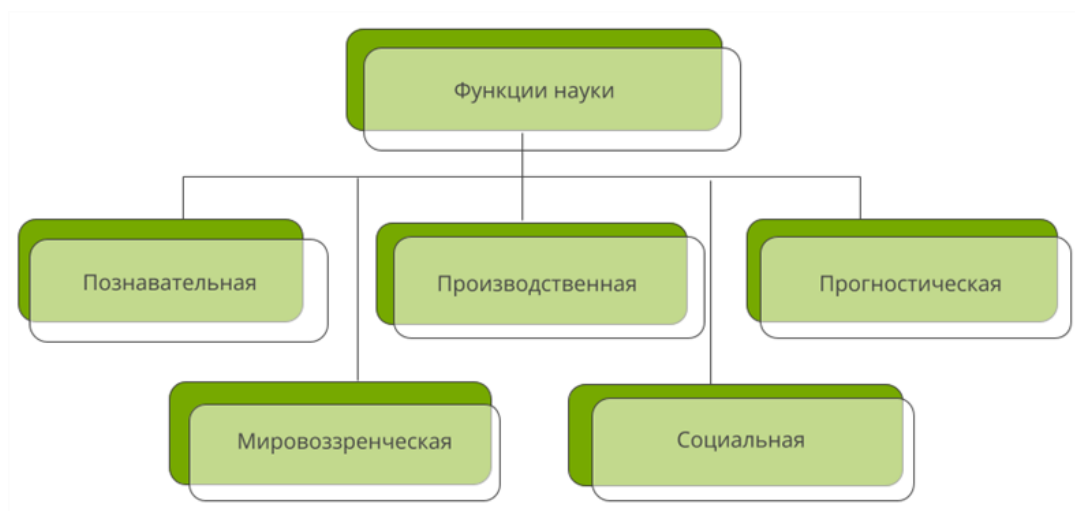 Функции науки
Познавательная
Производственная
Прогностическая
Мировоззренческая
Социальная